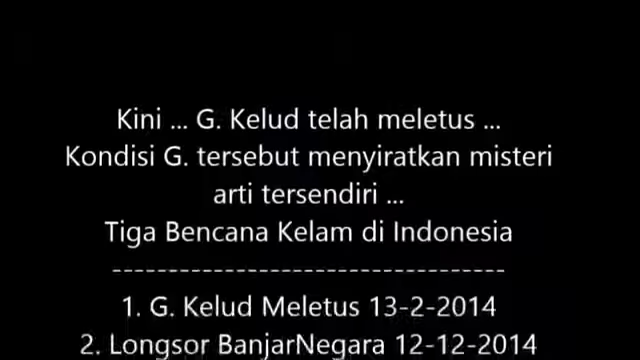 Kini ... G. Kelud telah meletus ...
Kondisi G. tersebut menyiratkan misteri
arti tersendiri ...
Tiga Bencana Kelam di Indonesia
-----------------------------------
1. G. Kelud Meletus 13-2-2014
2. Longsor BanjarNegara 12-12-2014